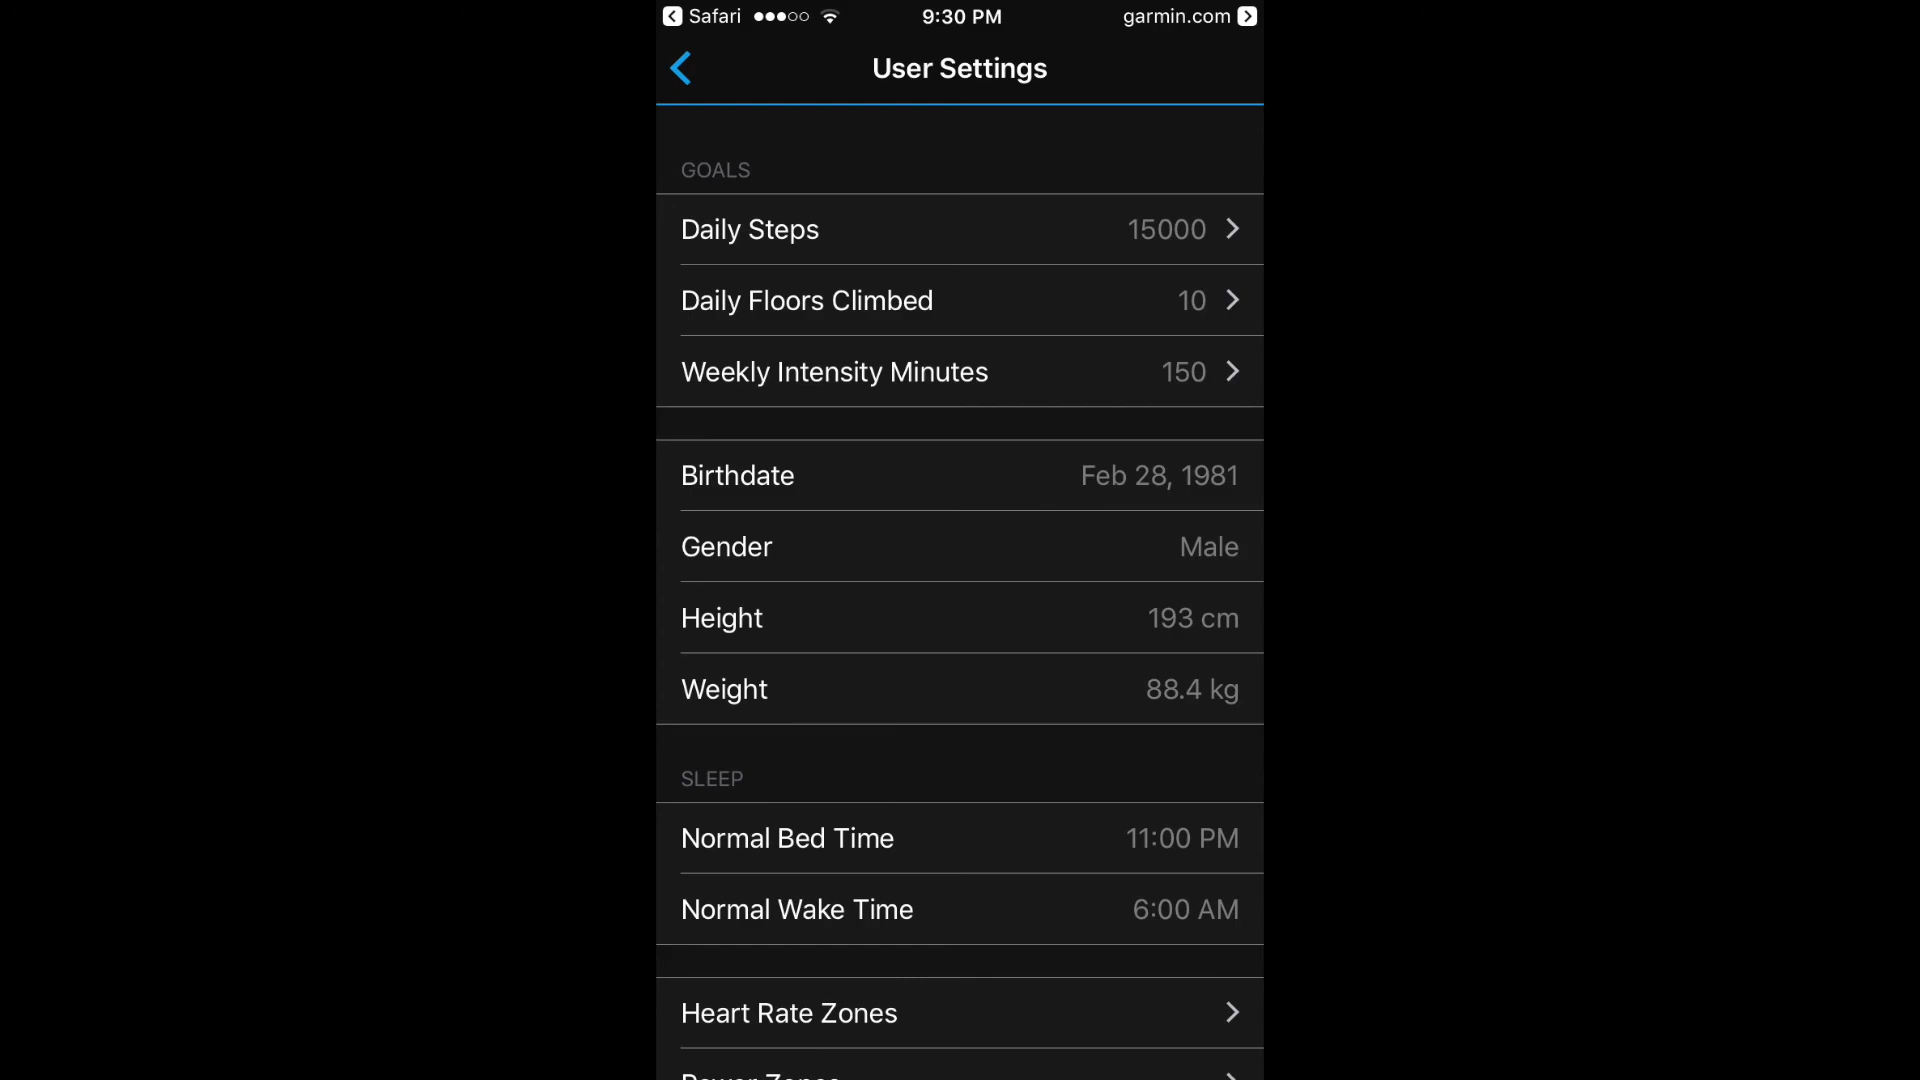 Safari 9:30 PM garmin.com
User Settings
GOALS
Daily Steps 15000
Daily Floors Climbed 10
Weekly Intensity Minutes 150
Birthdate Feb 28, 1981
Gender Male
Height 193 cm
Weight 88.4 kg
SLEEP
Normal Bed Time 11:00 PM
Normal Wake Time 6:00 AM
Heart Rate Zones
Power Zones